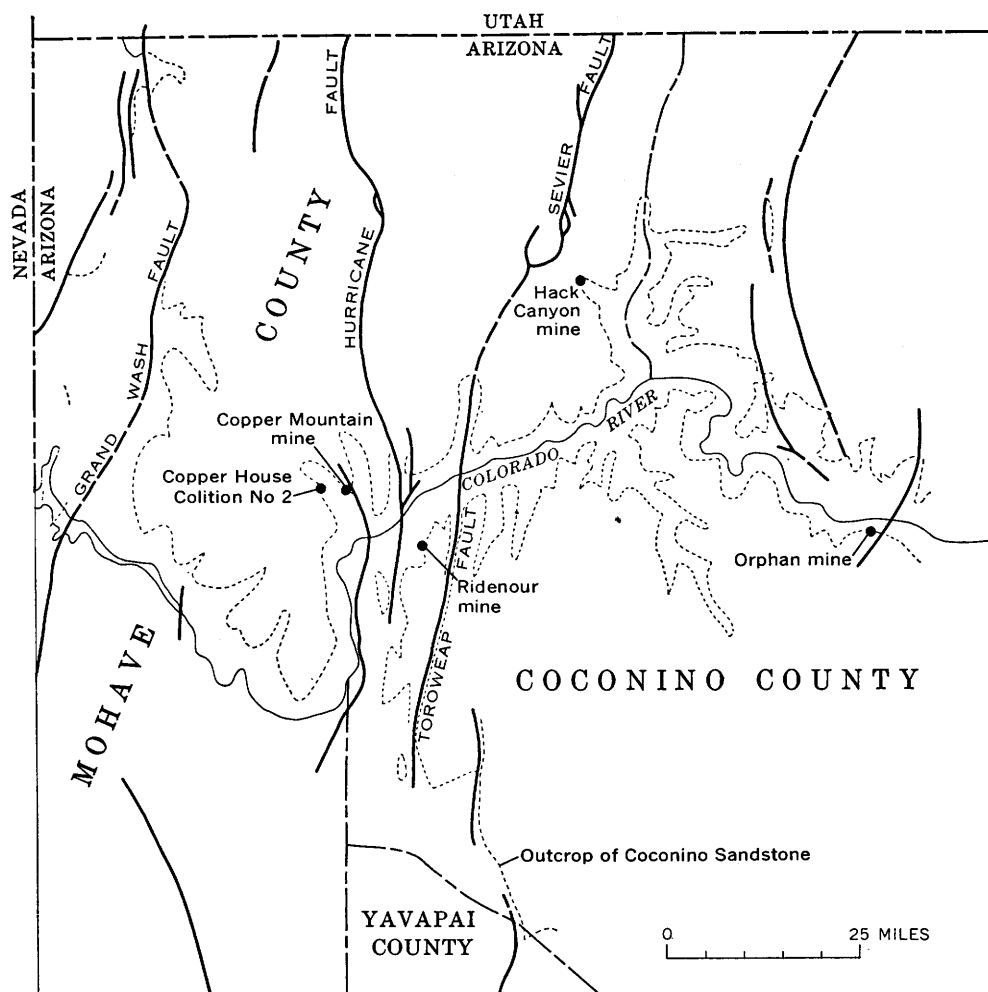 UTAH
ARIZONA
NEVADA
ARIZONA
FAULT
FAULT
SEVIER
COUNTY
HURRICANE
FAULT
WASH
GRAND
Hack
Canyon
mine
Copper Mountain
mine
Copper House
Colition No 2
COLORADO
RIVER
FAULT
TOROWEAP
Ridenour
mine
Orphan mine
MOHAVE
COCONINO COUNTY
Outcrop of Coconino Sandstone
YAVAPAI
COUNTY
0 25 MILES